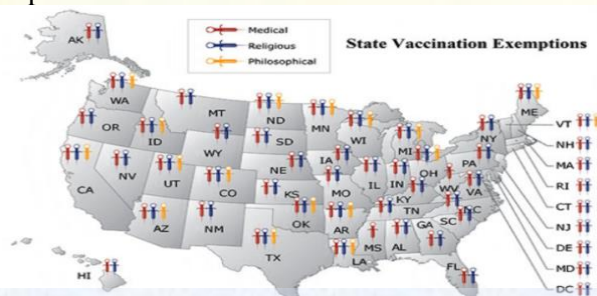 Medical
Religious
Philosophical
State Vaccination Exemptions
AK
WA
MT
ND
MN
ME
VT
OR
ID
WI
MI
NY
NH
SD
WY
MA
IA
PA
RI
NE
OH
NV
IL
IN
WV
VA
CT
CA
UT
CO
KS
MO
KY
NJ
TN
NC
DE
OK
AR
SC
AZ
NM
MS
AL
GA
MD
TX
LA
DC
HI
FL